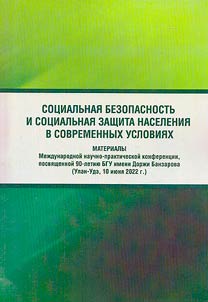 СОЦИАЛЬНАЯ БЕЗОПАСНОСТЬ
И СОЦИАЛЬНАЯ ЗАЩИТА НАСЕЛЕНИЯ
В СОВРЕМЕННЫХ УСЛОВИЯХ
МАТЕРИАЛЫ
Международной научно-практической конференции,
посвященной 90-летию БГУ имени Доржи Банзарова
(Улан-Удэ, 10 июня 2022 г.)